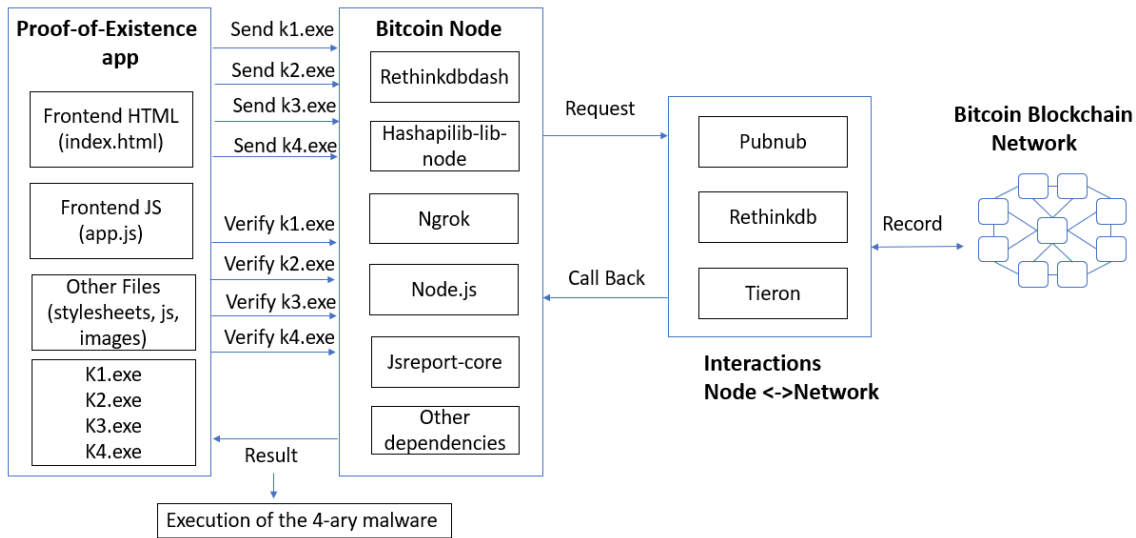 Proof-of-Existence
app
Frontend HTML
(index.html)
Frontend JS
(app.js)
Other Files
(stylesheets, js,
images)
K1.exe
K2.exe
K3.exe
K4.exe
Send k1.exe
Send k2.exe
Send k3.exe
Send k4.exe
Verify k1.exe
Verify k2.exe
Verify k3.exe
Verify k4.exe
Result
Execution of the 4-ary malware
Bitcoin Node
Rethinkdbdash
Hashapilib-lib-
node
Ngrok
Node.js
Jsreport-core
Other
dependencies
Request
Call Back
Pubnub
Rethinkdb
Tieron
Interactions
Node <->Network
Record
Bitcoin Blockchain
Network